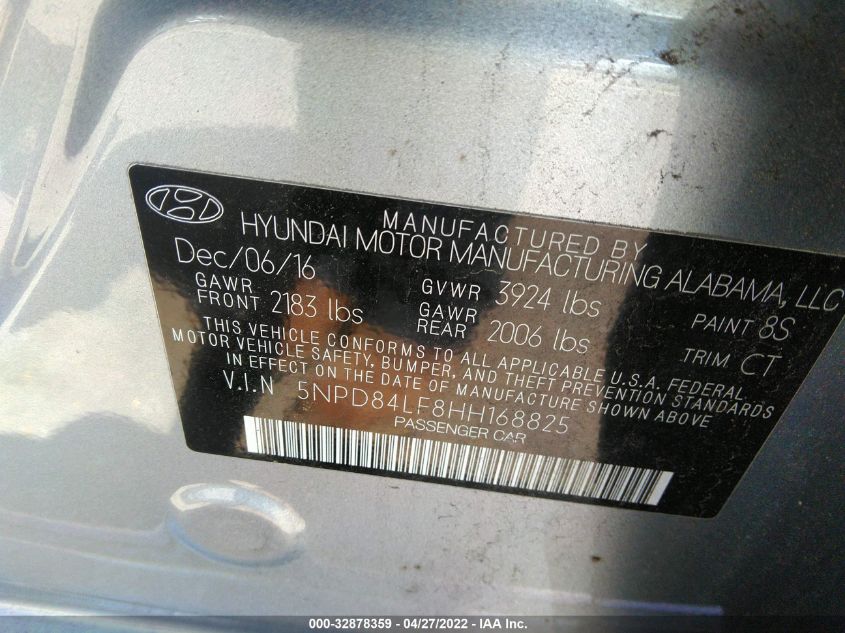 MANUFACTURED BY
HYUNDAI MOTOR MANUFACTURING ALABAMA, LLC
Dec/06/16
GVWR 3924 lbs
PAINT 8S
GAWR FRONT 2183 lbs
GAWR REAR 2006 lbs
TRIM CT
THIS VEHICLE CONFORMS TO ALL APPLICABLE U.S.A. FEDERAL
MOTOR VEHICLE SAFETY, BUMPER, AND THEFT PREVENTION STANDARDS
IN EFFECT ON THE DATE OF MANUFACTURE SHOWN ABOVE
V.I.N 5NPD84LF8HH168825
PASSENGER CAR
000-32878359 - 04/27/2022 - IAA Inc.